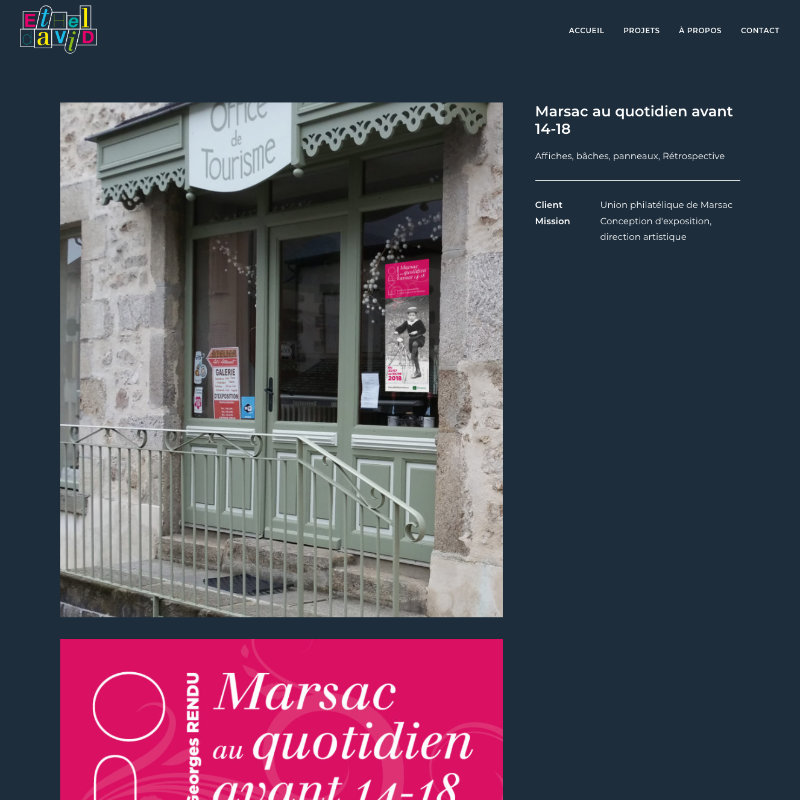 EtHel
daViD
ACCUEIL
PROJETS
À PROPOS
CONTACT
Office
de
Tourisme
EXPO
Marsac
au quotidien
avant 14-18
2018
GALERIE
D'EXPOSITION
Marsac au quotidien avant
14-18
Affiches, bâches, panneaux, Rétrospective
Client
Union philatélique de Marsac
Mission
Conception d'exposition,
direction artistique
Georges RENDU
Marsac
au quotidien
avant 14-18